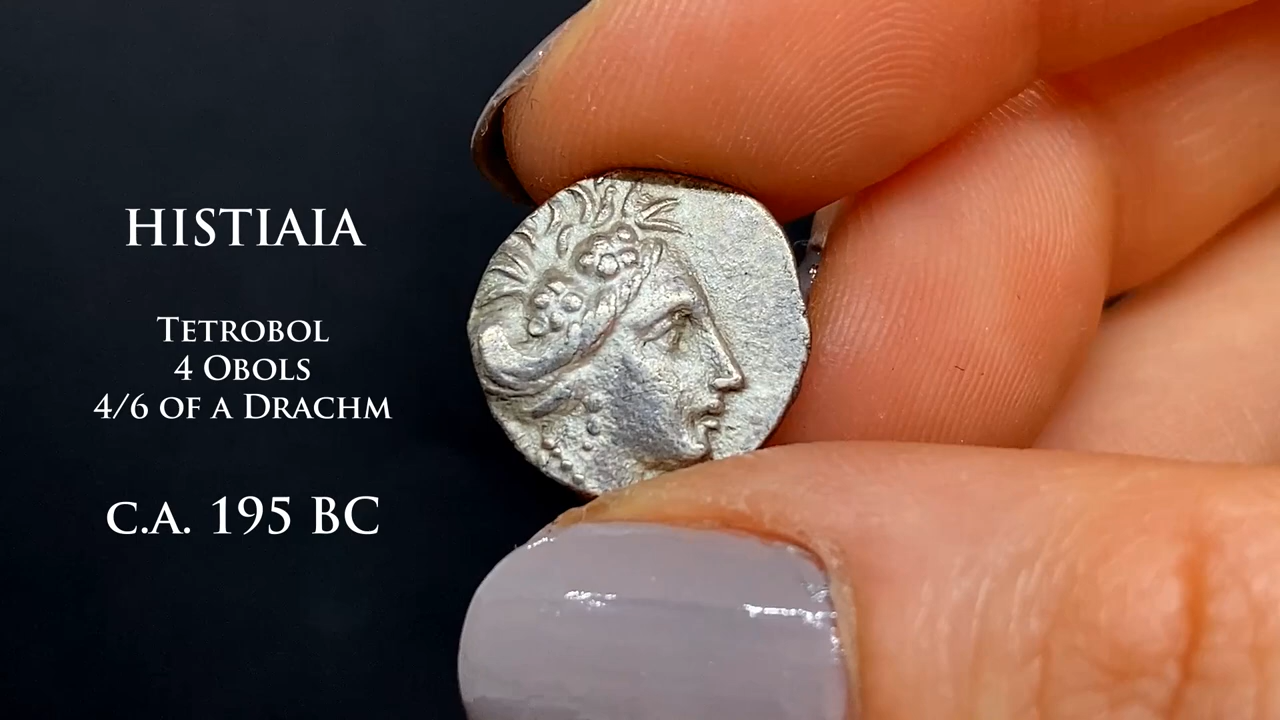 HISTIAIA
TETROBOL
4 OBOLS
4/6 OF A DRACHM
C.A. 195 BC